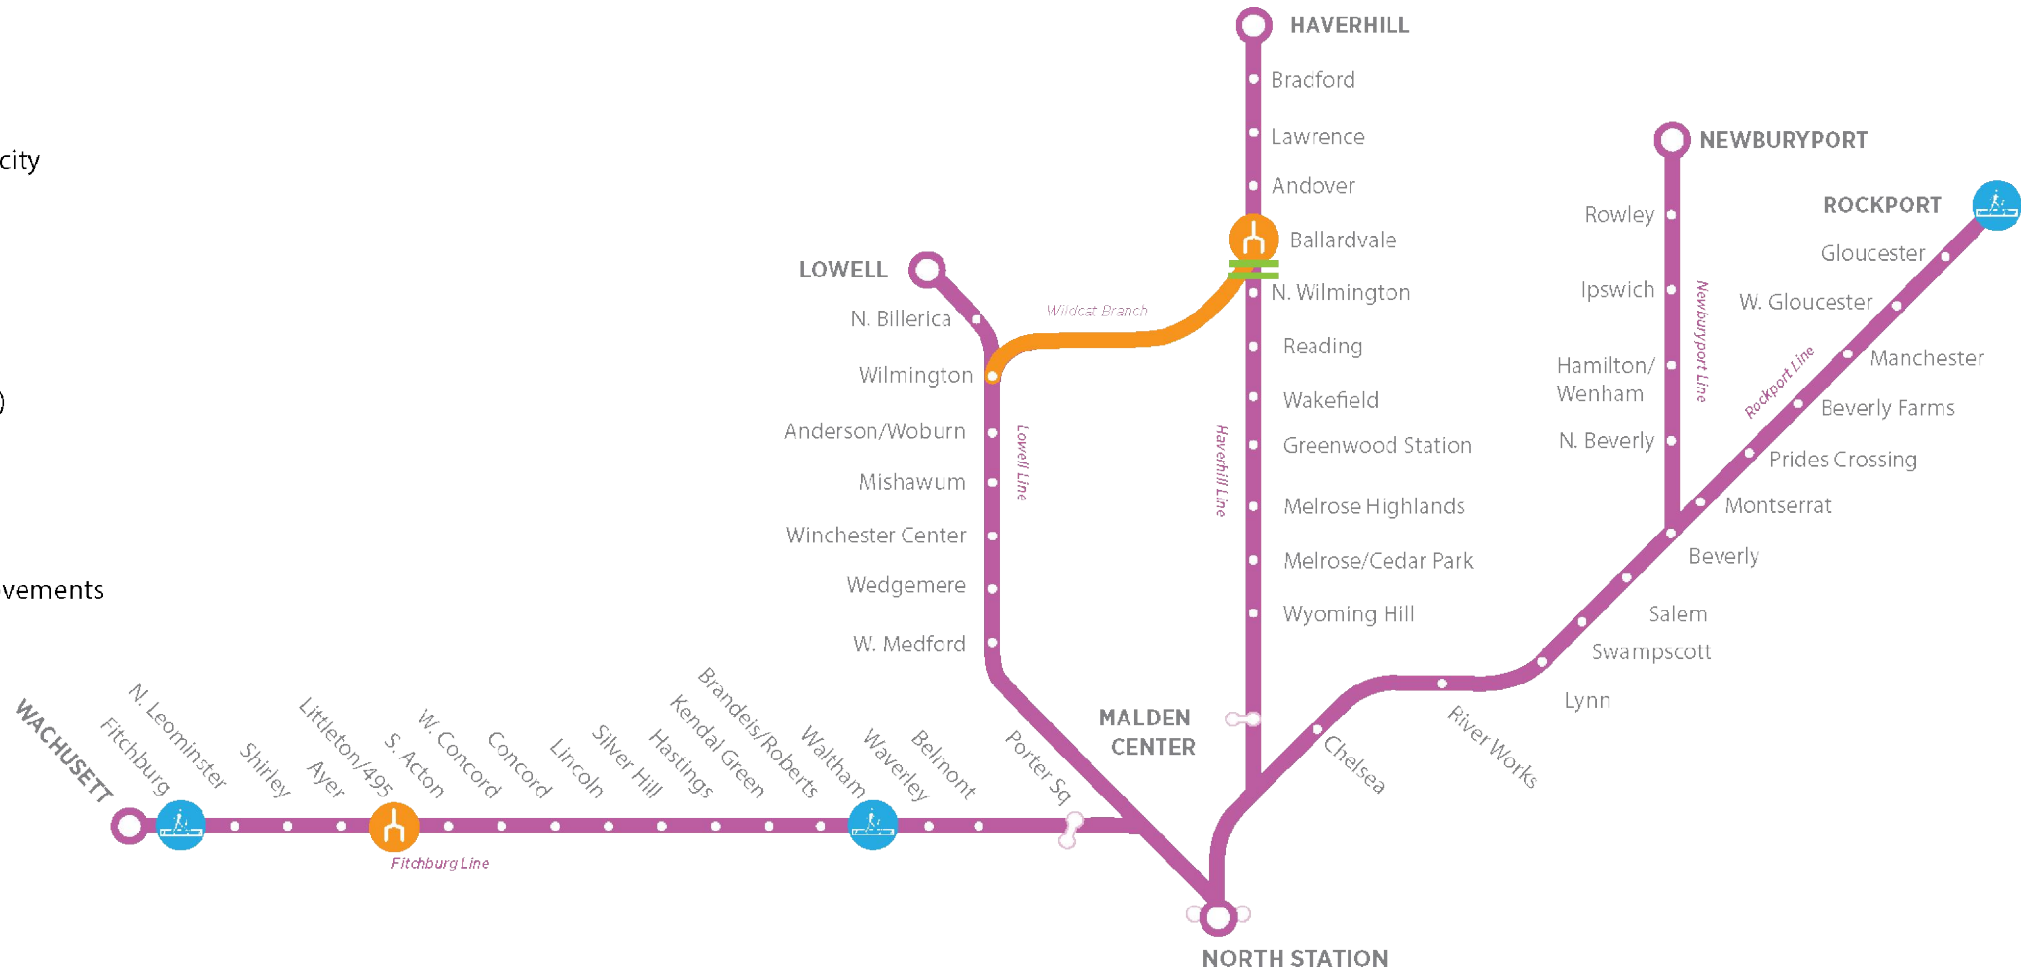 HAVERHILL
Bradford
Lawrence
Andover
Ballardvale
N. Wilmington
Reading
Wakefield
Greenwood Station
Melrose Highlands
Melrose/Cedar Park
Wyoming Hill
MALDEN
CENTER
Haverhill Line
NEWBURYPORT
Rowley
Ipswich
Hamilton/
Wenham
N. Beverly
Newburyport Line
ROCKPORT
Gloucester
W. Gloucester
Manchester
Beverly Farms
Prides Crossing
Montserrat
Beverly
Rockport Line
Salem
Swampscott
Lynn
River Works
Chelsea
LOWELL
N. Billerica
Wilmington
Anderson/Woburn
Mishawum
Winchester Center
Wedgemere
W. Medford
Lowell Line
Wildcat Branch
WACHUSETT
Fitchburg
N. Leominster
Shirley
Ayer
Littleton/495
S. Acton
W. Concord
Concord
Lincoln
Silver Hill
Hastings
Kendal Green
Brandeis/Roberts
Waltham
Waverley
Belmont
Porter Sq
Fitchburg Line
NORTH STATION
city
)
vements